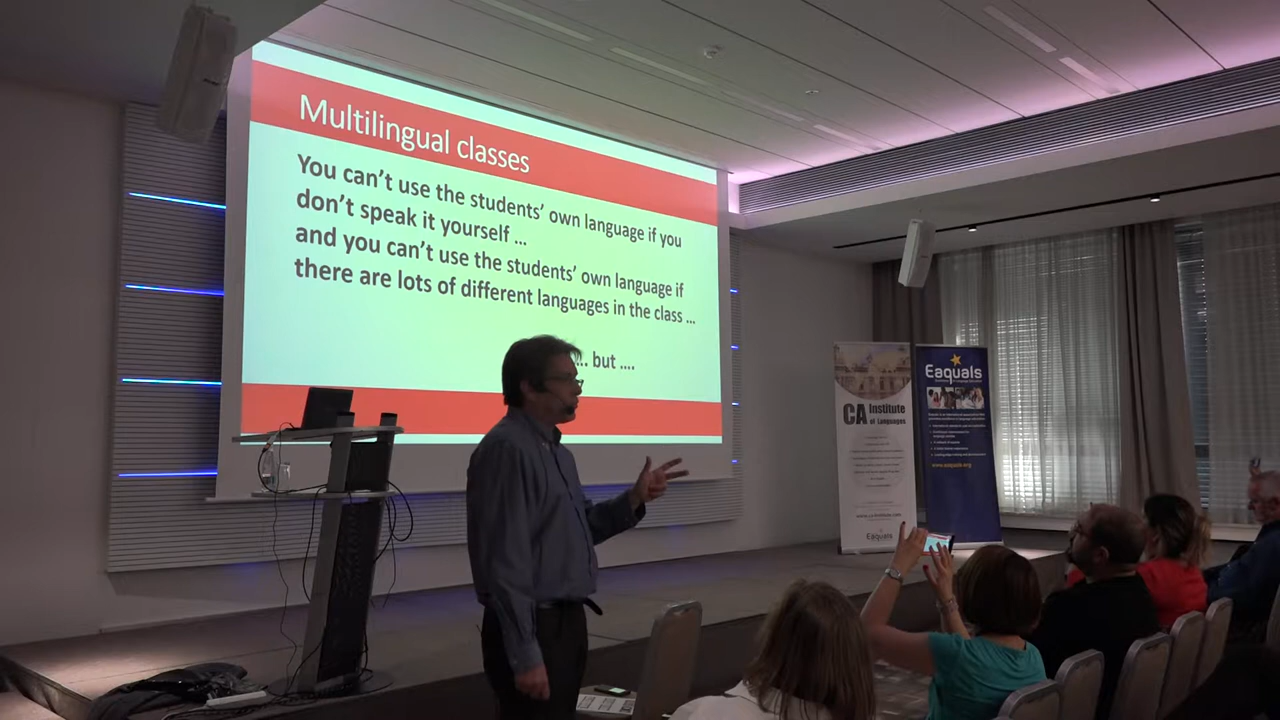 Multilingual classes
You can't use the students' own language if you
don't speak it yourself ...
and you can't use the students' own language if
there are lots of different languages in the class ...
.. but ....
CA Institute
of Languages
Eaquals
Eaquals
www.eaquals.org